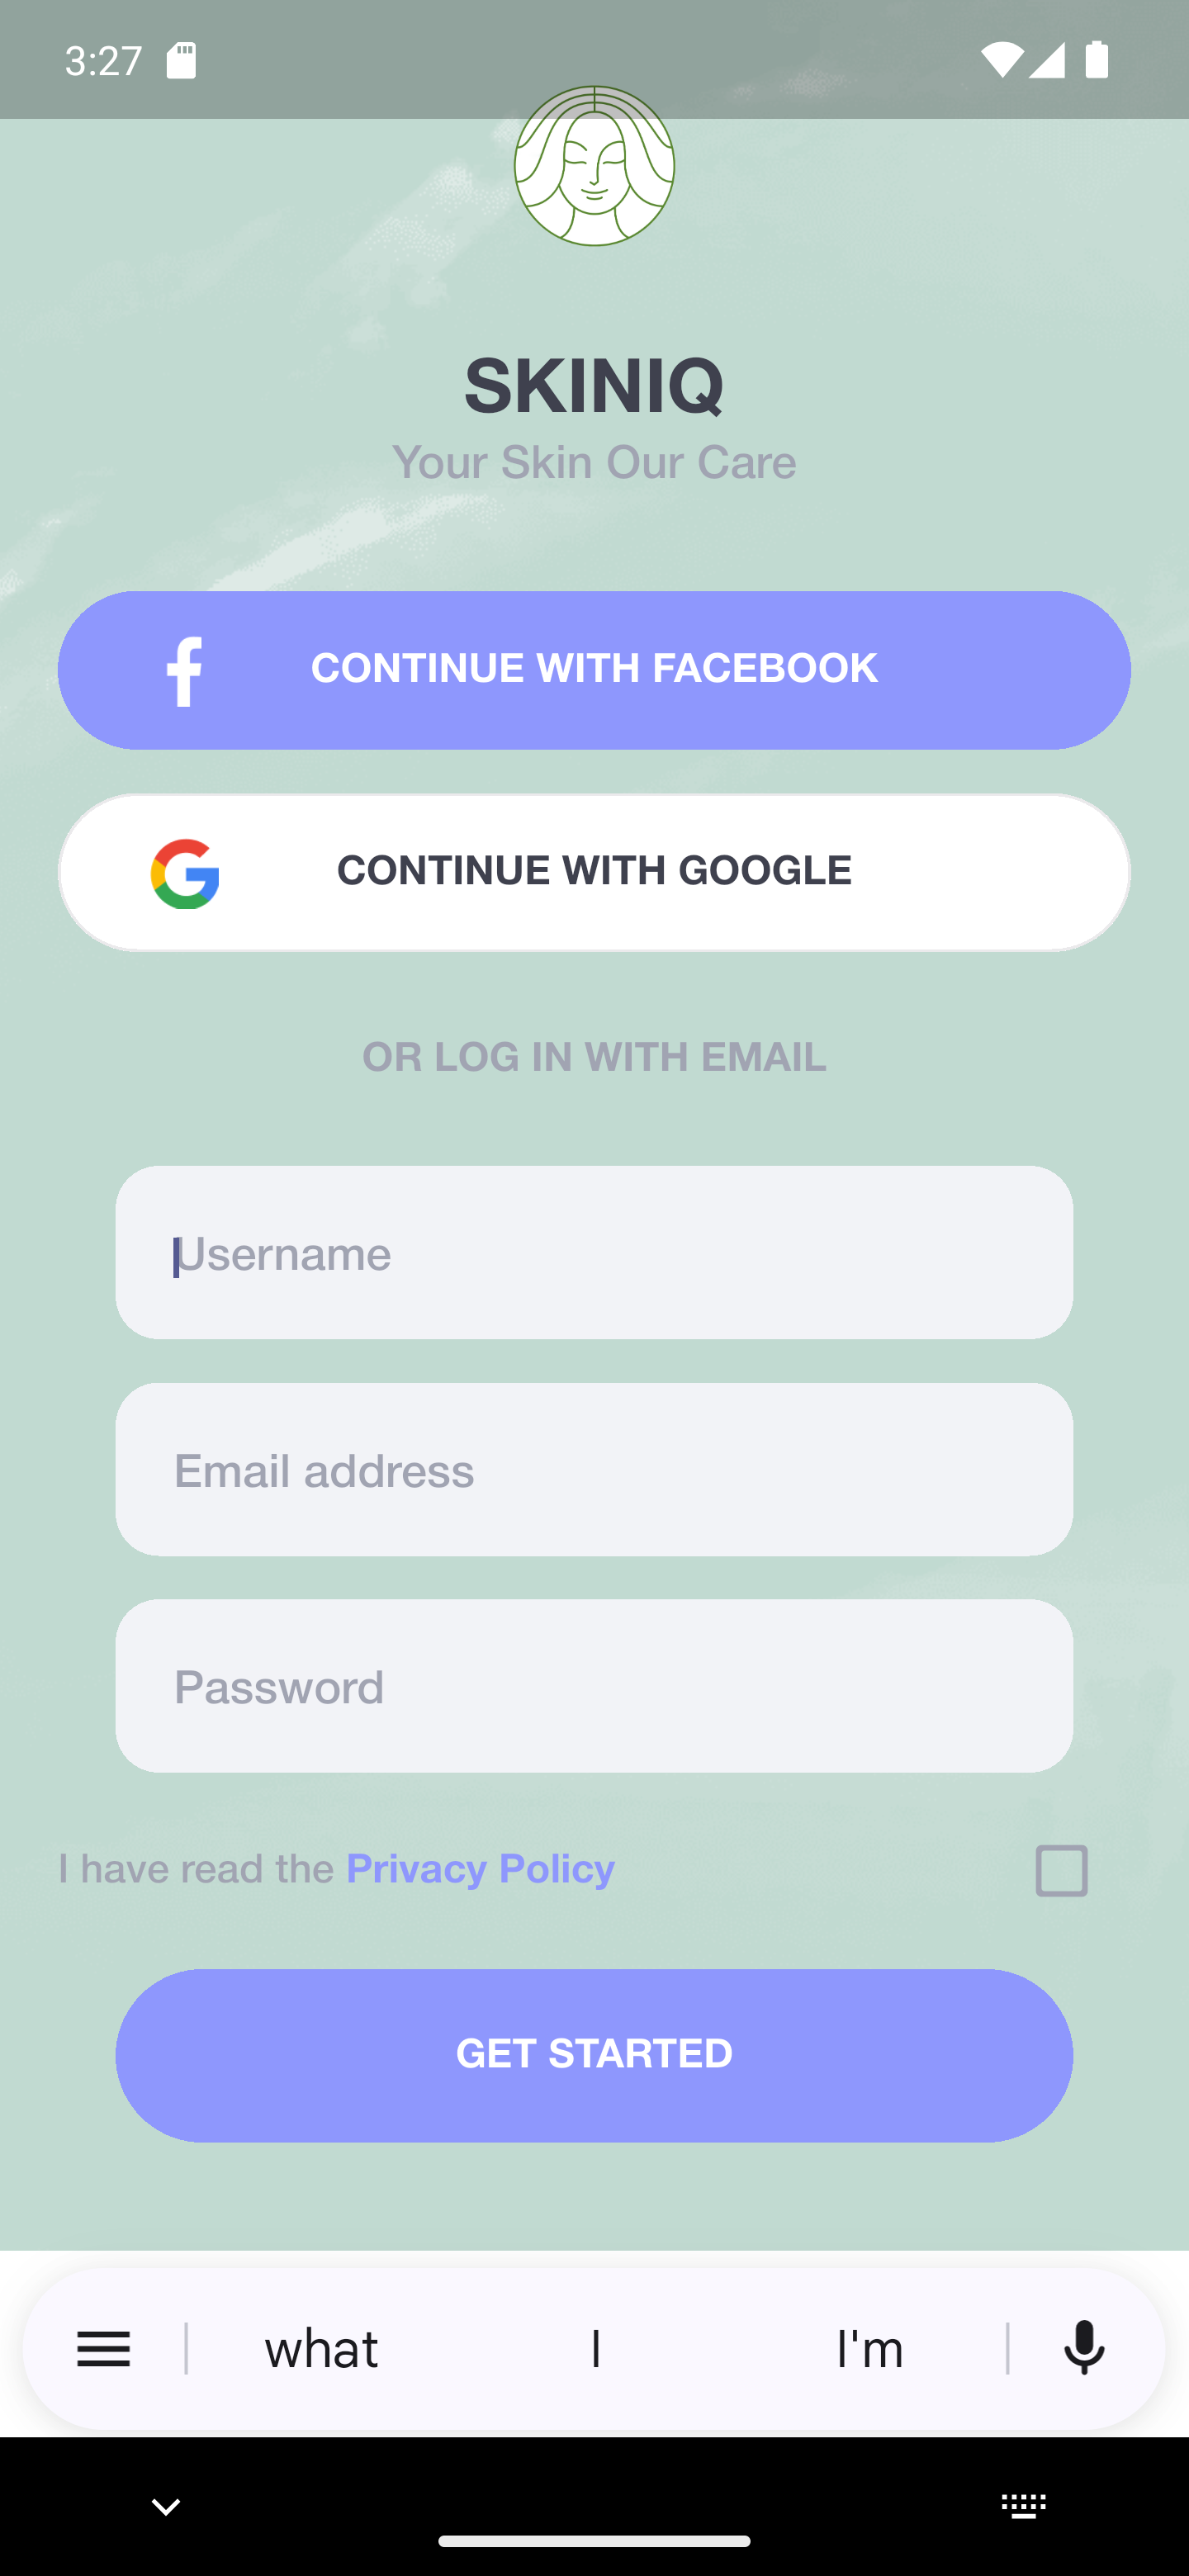 3:27
SKINIQ
Your Skin Our Care
CONTINUE WITH FACEBOOK
CONTINUE WITH GOOGLE
OR LOG IN WITH EMAIL
Username
Email address
Password
I have read the Privacy Policy
GET STARTED
what I I'm